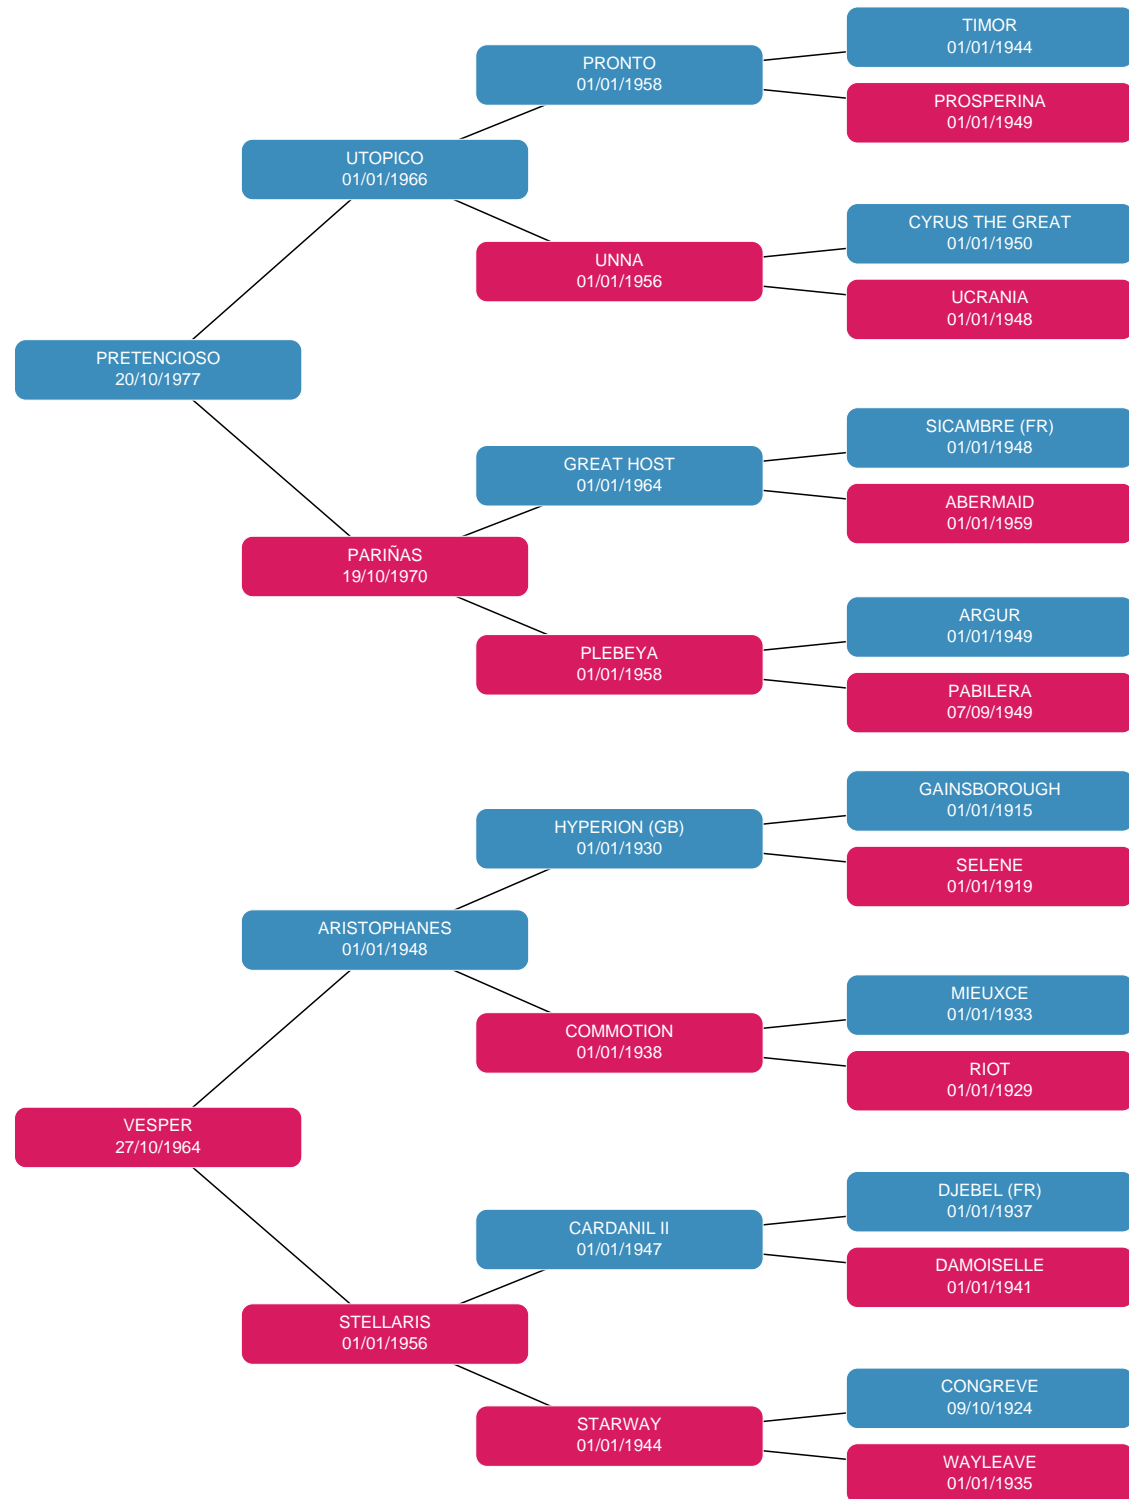 TIMOR
01/01/1944
PRONTO
01/01/1958
PROSPERINA
01/01/1949
UTOPICO
01/01/1966
CYRUS THE GREAT
01/01/1950
UNNA
01/01/1956
UCRANIA
01/01/1948
PRETENCIOSO
20/10/1977
SICAMBRE (FR)
01/01/1948
GREAT HOST
01/01/1964
ABERMAID
01/01/1959
PARIÑAS
19/10/1970
ARGUR
01/01/1949
PLEBEYA
01/01/1958
PABILERA
07/09/1949
GAINSBOROUGH
01/01/1915
HYPERION (GB)
01/01/1930
SELENE
01/01/1919
ARISTOPHANES
01/01/1948
MIEUXCE
01/01/1933
COMMOTION
01/01/1938
RIOT
01/01/1929
VESPER
27/10/1964
DJEBEL (FR)
01/01/1937
CARDANIL II
01/01/1947
DAMOISELLE
01/01/1941
STELLARIS
01/01/1956
CONGREVE
09/10/1924
STARWAY
01/01/1944
WAYLEAVE
01/01/1935